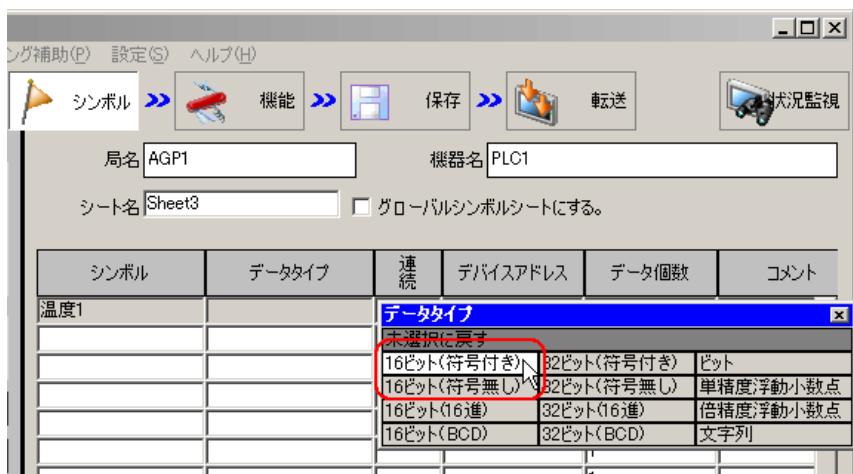 ング補助(P) 設定(S) ヘルプ(H)
シンボル 機能 保存 転送 状況監視
局名 AGP1 機器名 PLC1
シート名 Sheet3 グローバルシンボルシートにする。
シンボル データタイプ 連続 デバイスアドレス データ個数 コメント
温度1
データタイプ
未選択に戻す
16ビット(符号付き) 32ビット(符号付き) ビット
16ビット(符号無し) 32ビット(符号無し) 単精度浮動小数点
16ビット(16進) 32ビット(16進) 倍精度浮動小数点
16ビット(BCD) 32ビット(BCD) 文字列